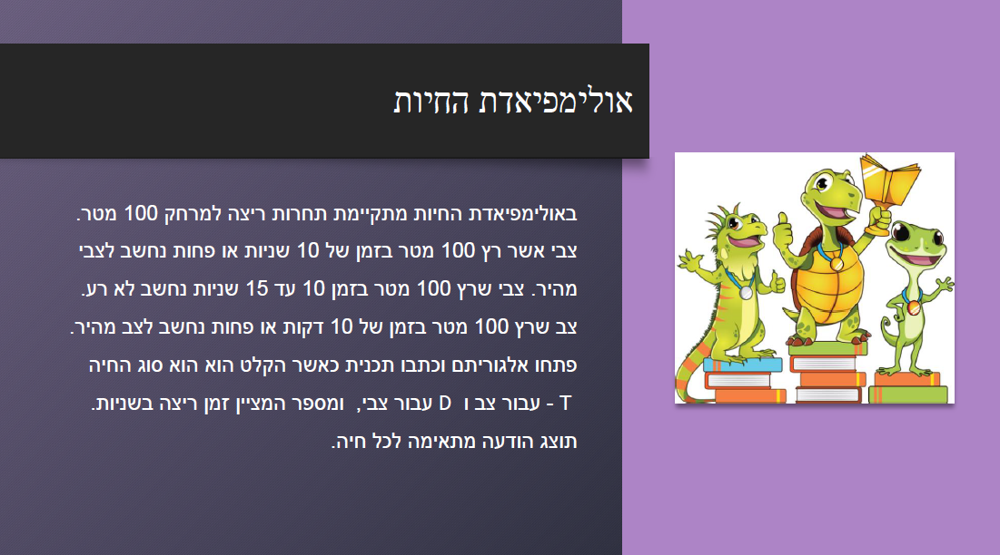 אולימפיאדת החיות
באולימפיאדת החיות מתקיימת תחרות ריצה למרחק 100 מטר.
צבי אשר רץ 100 מטר בזמן של 10 שניות או פחות נחשב לצבי
מהיר. צבי שרץ 100 מטר בזמן 10 עד 15 שניות נחשב לא רע.
צב שרץ 100 מטר בזמן של 10 דקות או פחות נחשב לצב מהיר.
פתחו אלגוריתם וכתבו תכנית כאשר הקלט הוא הוא סוג החיה
T - עבור צב ו D עבור צבי, ומספר המציין זמן ריצה בשניות.
תוצג הודעה מתאימה לכל חיה.